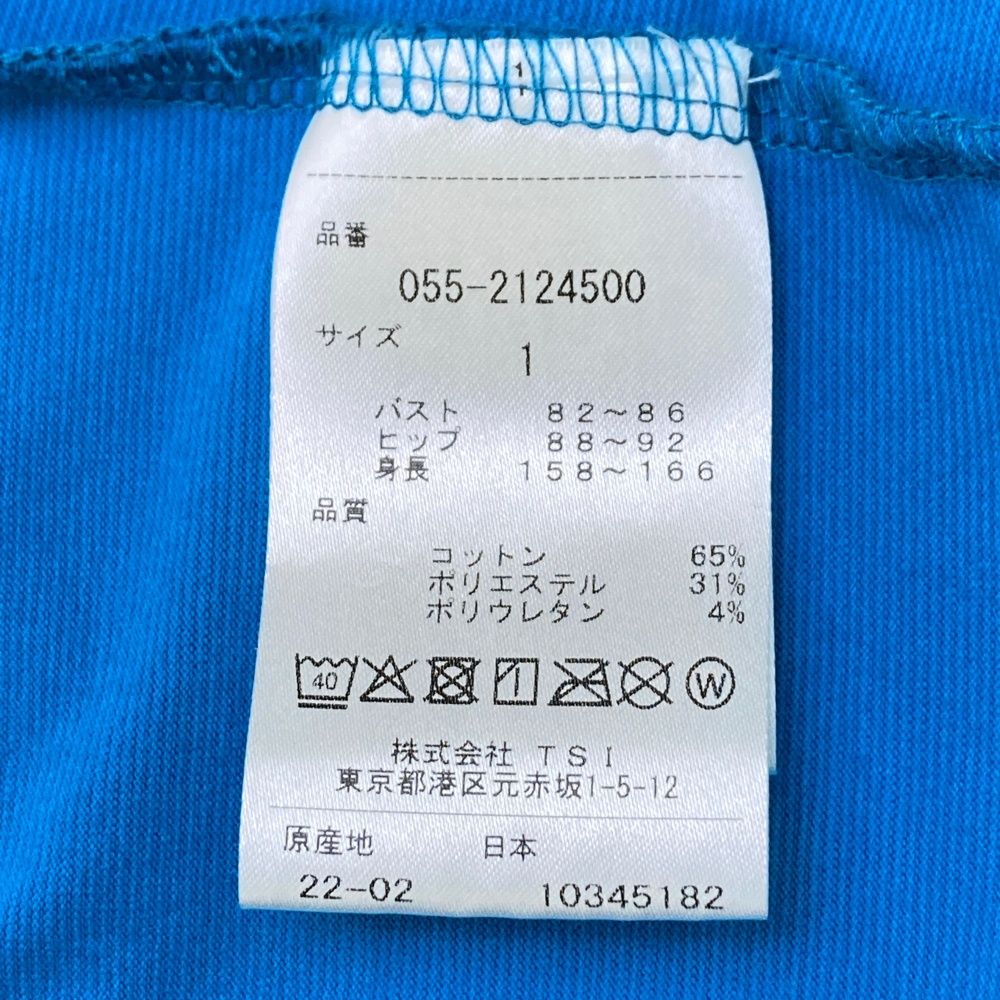 品番
055-2124500
サイズ
1
バスト 82～86
ヒップ 88～92
身長 158～166
品質
コットン 65%
ポリエステル 31%
ポリウレタン 4%
40 W
株式会社 TSI
東京都港区元赤坂1-5-12
原産地 日本
22-02 10345182